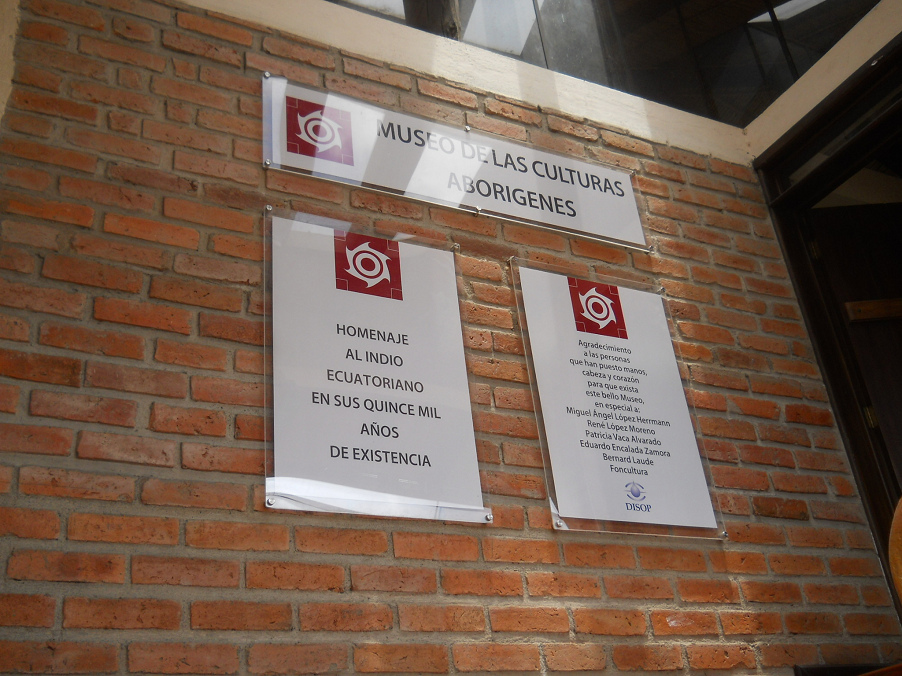 MUSEO DE LAS CULTURAS
ABORIGENES
HOMENAJE
AL INDIO
ECUATORIANO
EN SUS QUINCE MIL
AÑOS
DE EXISTENCIA
Agradecimiento
a las personas
que han puesto manos,
cabeza y corazón
para que exista
este bello Museo,
en especial a:
Miguel Ángel López Herrmann
René López Moreno
Patricia Vaca Alvarado
Eduardo Encalada Zamora
Bernard Laude
Foncultura
DISOP